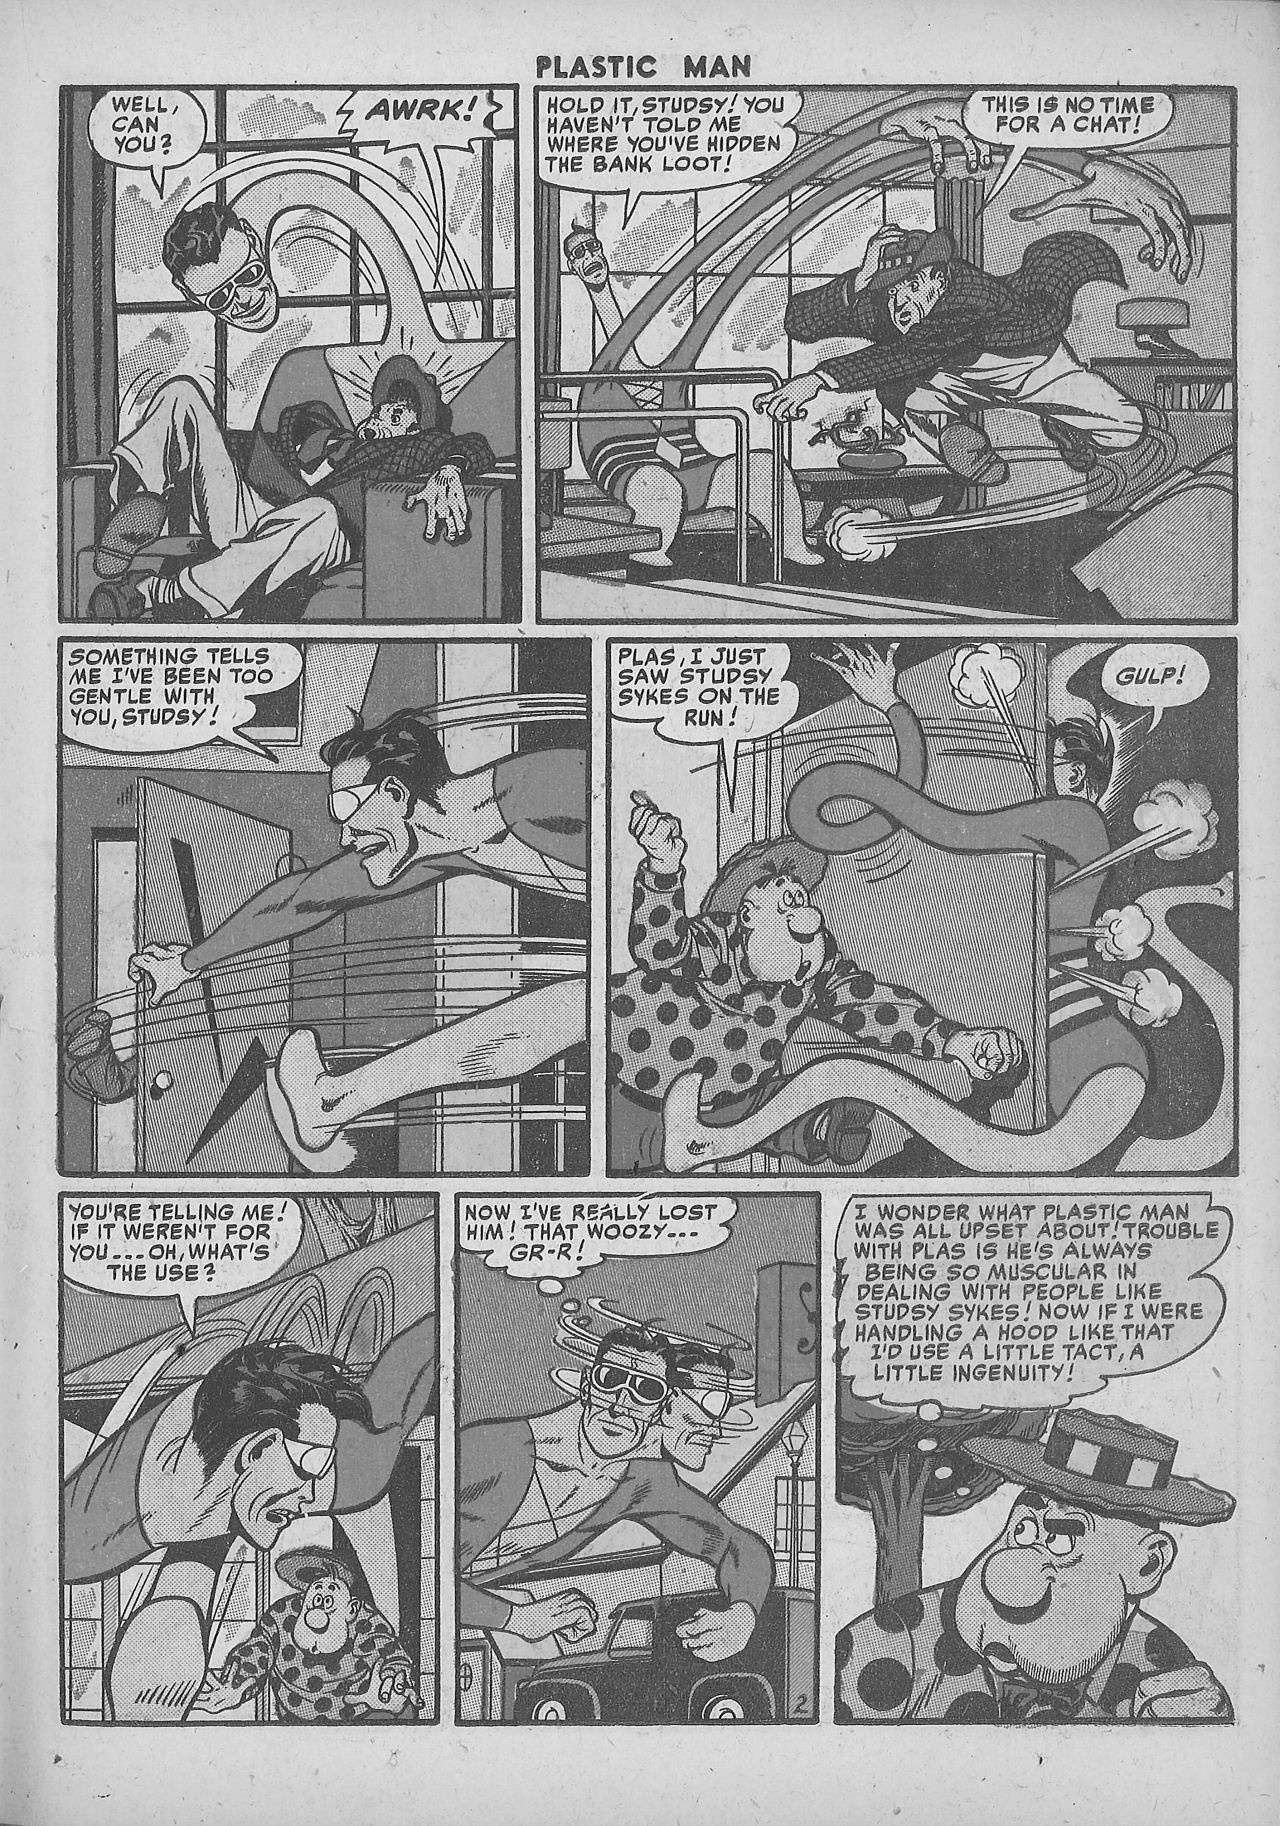 PLASTIC MAN
WELL,
CAN
YOU?
AWRK!
HOLD IT, STUDSY! YOU
HAVEN'T TOLD ME
WHERE YOU'VE HIDDEN
THE BANK LOOT!
THIS IS NO TIME
FOR A CHAT!
SOMETHING TELLS
ME I'VE BEEN TOO
GENTLE WITH
YOU, STUDSY!
PLAS, I JUST
SAW STUDSY
SYKES ON THE
RUN!
GULP!
YOU'RE TELLING ME!
IF IT WEREN'T FOR
YOU...OH, WHAT'S
THE USE?
NOW I'VE REALLY LOST
HIM! THAT WOOZY...
GR-R!
2
I WONDER WHAT PLASTIC MAN
WAS ALL UPSET ABOUT! TROUBLE
WITH PLAS IS HE'S ALWAYS
BEING SO MUSCULAR IN
DEALING WITH PEOPLE LIKE
STUDSY SYKES! NOW IF I WERE
HANDLING A HOOD LIKE THAT
I'D USE A LITTLE TACT, A
LITTLE INGENUITY!